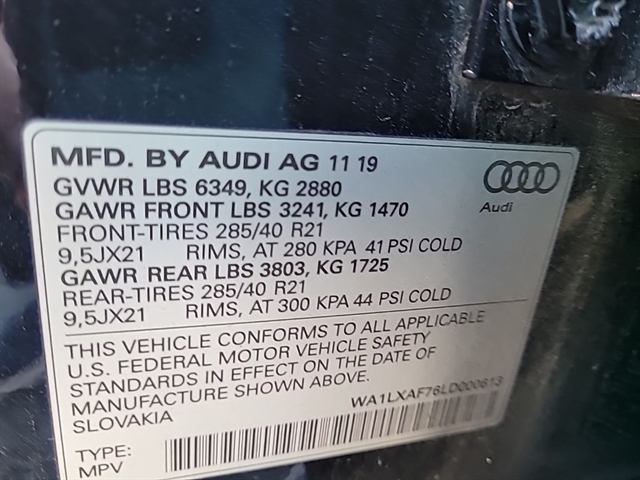 MFD. BY AUDI AG 11 19
GVWR LBS 6349, KG 2880
GAWR FRONT LBS 3241, KG 1470
FRONT-TIRES 285/40 R21
9,5JX21 RIMS, AT 280 KPA 41 PSI COLD
GAWR REAR LBS 3803, KG 1725
REAR-TIRES 285/40 R21
9,5JX21 RIMS, AT 300 KPA 44 PSI COLD
Audi
THIS VEHICLE CONFORMS TO ALL APPLICABLE
U.S. FEDERAL MOTOR VEHICLE SAFETY
STANDARDS IN EFFECT ON THE DATE OF
MANUFACTURE SHOWN ABOVE.
SLOVAKIA
WA1LXAF76LD000613
TYPE:
MPV